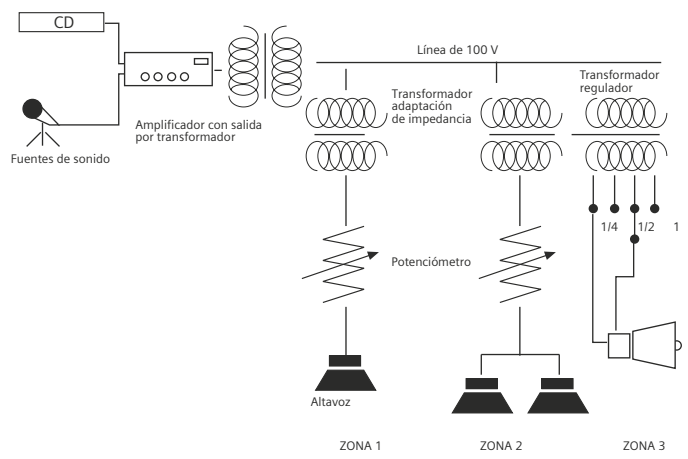 CD
Línea de 100 V
Transformador
regulador
Transformador
adaptación
de impedancia
Amplificador con salida
por transformador
Fuentes de sonido
1/4
1/2
1
Potenciómetro
Altavoz
ZONA 1
ZONA 2
ZONA 3